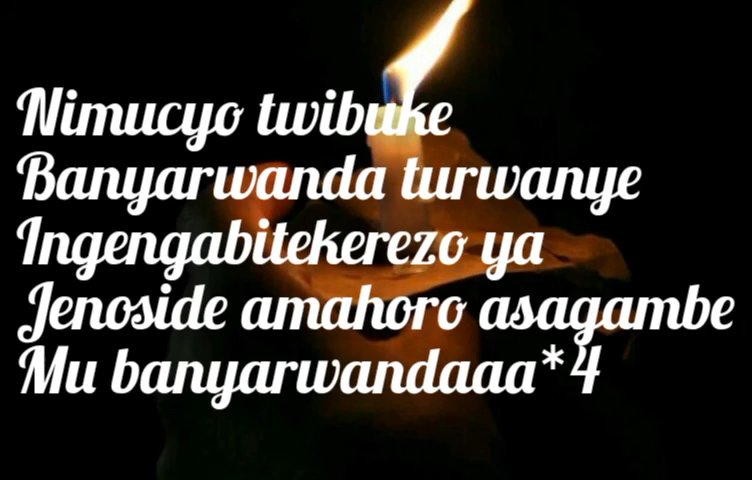 Nimucyo twibuke
Banyarwanda turwanye
Ingengabitekerezo ya
Jenoside amahoro asagambe
Mu banyarwandaaa*4